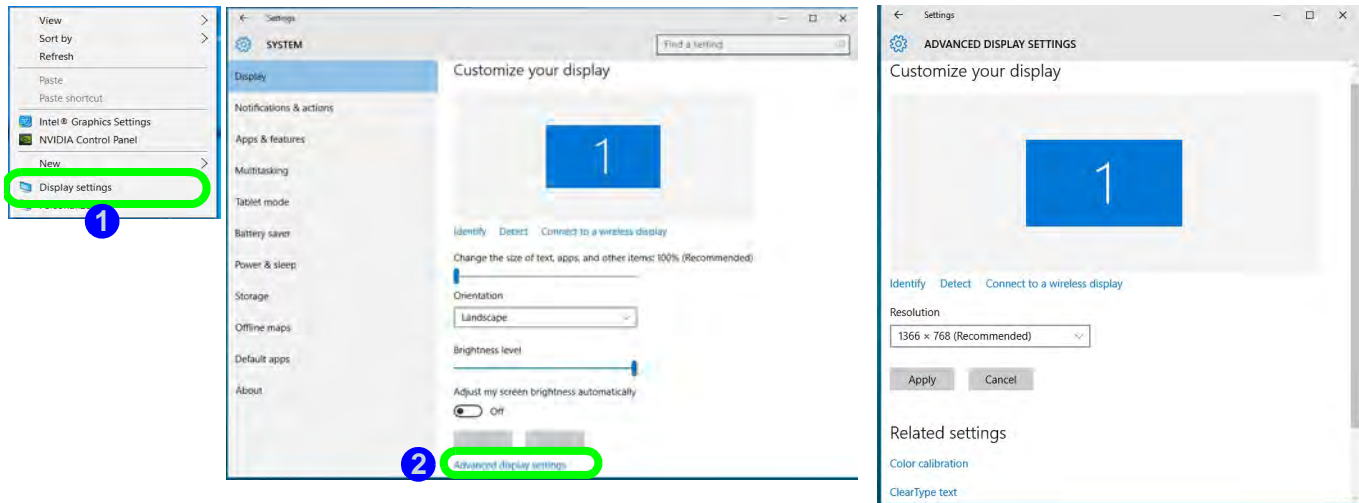 View
Sort by
Refresh
Paste
Paste shortcut
Intel® Graphics Settings
NVIDIA Control Panel
New
Display settings
1
Settings
SYSTEM
Find a setting
Display
Notifications & actions
Apps & features
Multitasking
Tablet mode
Battery saver
Power & sleep
Storage
Offline maps
Default apps
About
Customize your display
1
Identify Detect Connect to a wireless display
Change the size of text, apps, and other items: 100% (Recommended)
Orientation
Landscape
Brightness level
Adjust my screen brightness automatically
Off
2
Advanced display settings
Settings
ADVANCED DISPLAY SETTINGS
Customize your display
1
Identify Detect Connect to a wireless display
Resolution
1366 × 768 (Recommended)
Apply Cancel
Related settings
Color calibration
ClearType text